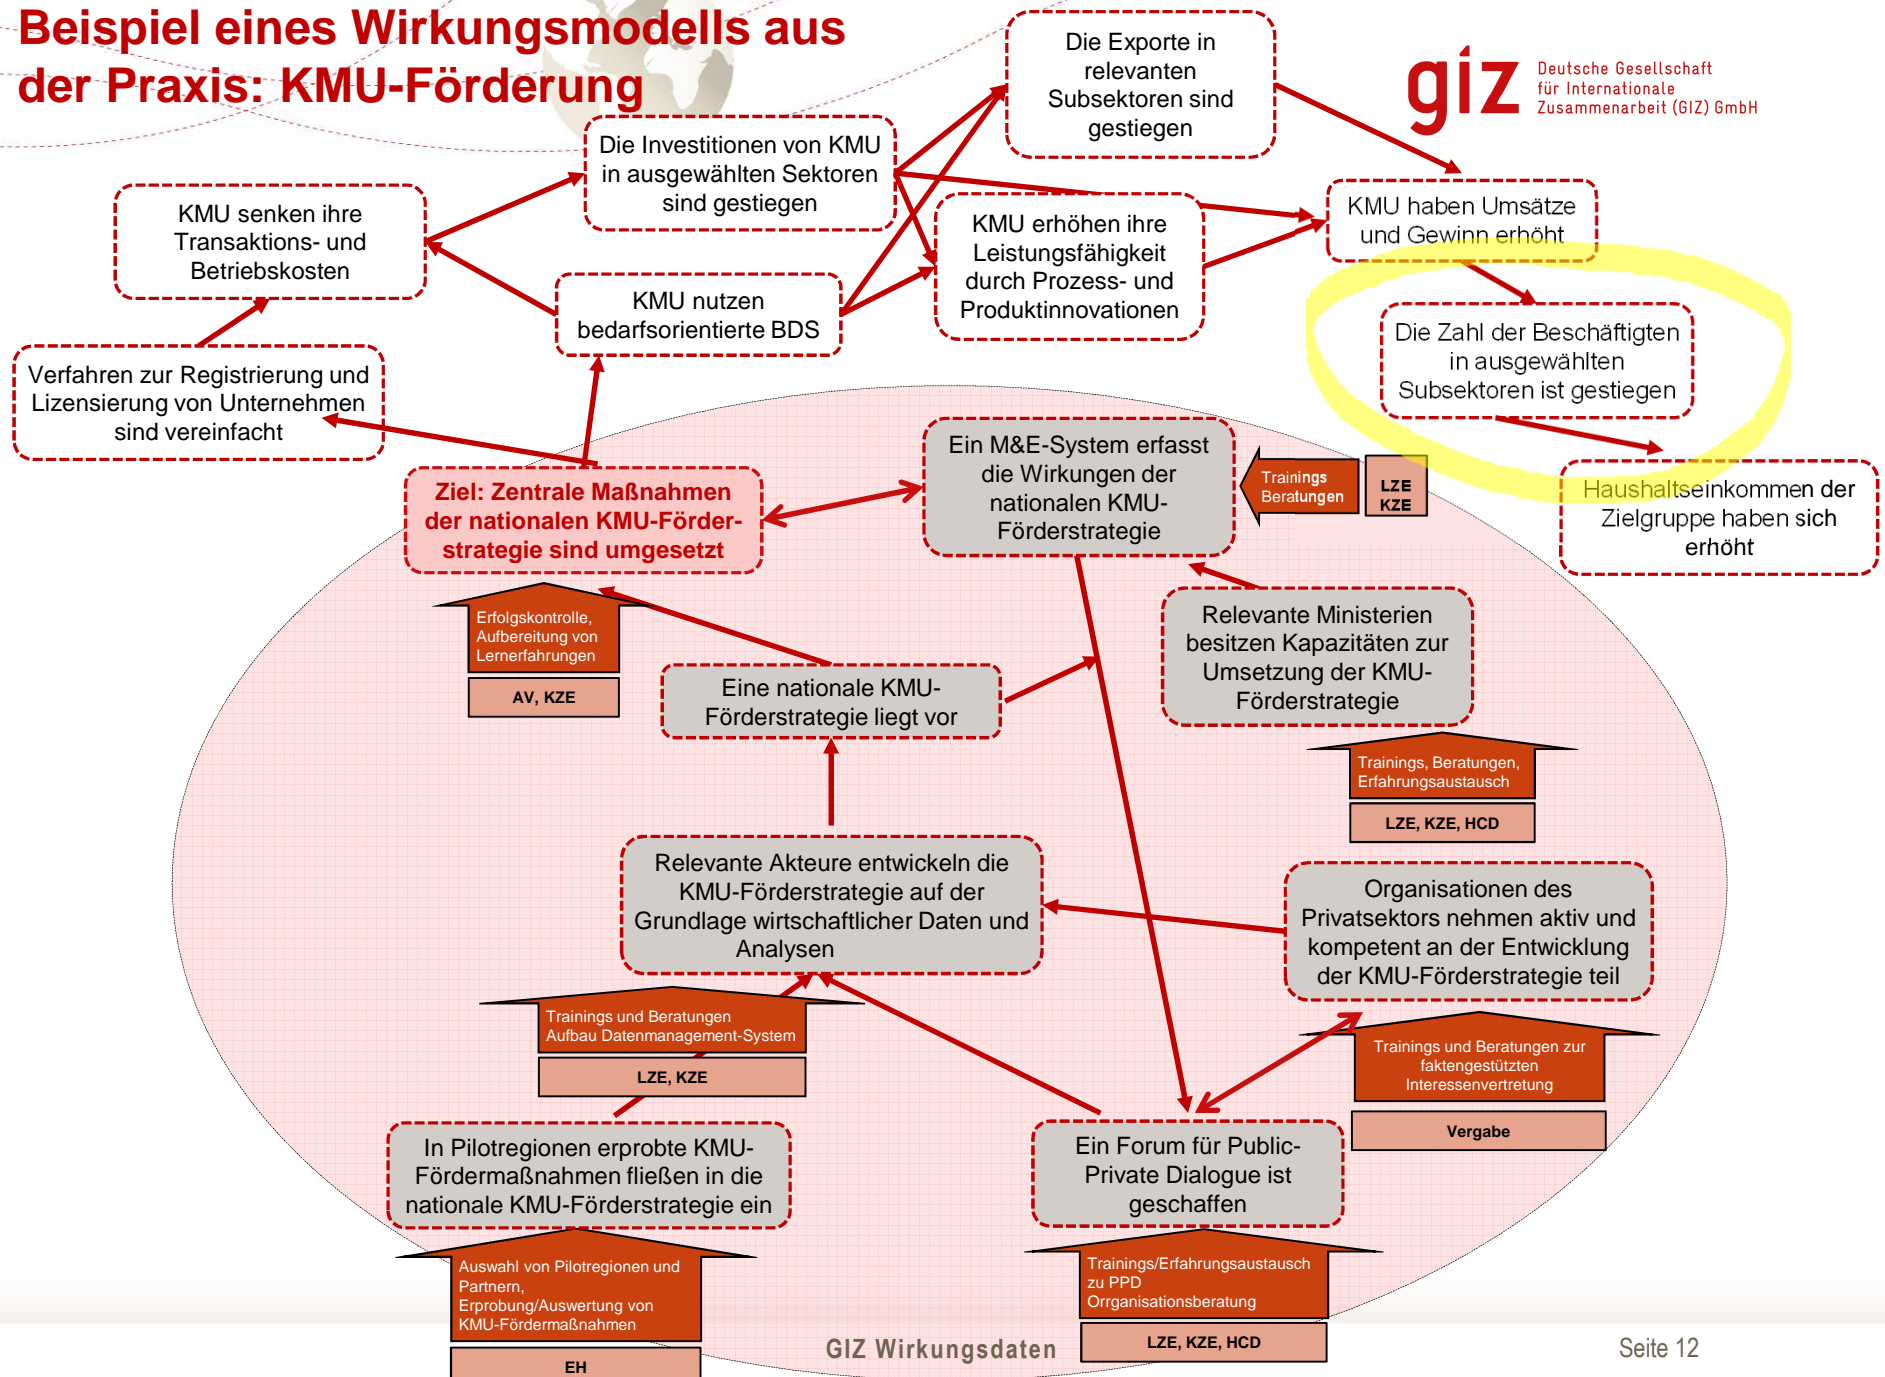 Beispiel eines Wirkungsmodells aus
der Praxis: KMU-Förderung
giz
Deutsche Gesellschaft
für Internationale
Zusammenarbeit (GIZ) GmbH
Die Exporte in
relevanten
Subsektoren sind
gestiegen
Die Investitionen von KMU
in ausgewählten Sektoren
sind gestiegen
KMU senken ihre
Transaktions- und
Betriebskosten
KMU erhöhen ihre
Leistungsfähigkeit
durch Prozess- und
Produktinnovationen
KMU haben Umsätze
und Gewinn erhöht
KMU nutzen
bedarfsorientierte BDS
Die Zahl der Beschäftigten
in ausgewählten
Subsektoren ist gestiegen
Verfahren zur Registrierung und
Lizensierung von Unternehmen
sind vereinfacht
Haushaltseinkommen der
Zielgruppe haben sich
erhöht
Ziel: Zentrale Maßnahmen
der nationalen KMU-Förder-
strategie sind umgesetzt
Ein M&E-System erfasst
die Wirkungen der
nationalen KMU-
Förderstrategie
Trainings
Beratungen
LZE
KZE
Erfolgskontrolle,
Aufbereitung von
Lernerfahrungen
AV, KZE
Eine nationale KMU-
Förderstrategie liegt vor
Relevante Ministerien
besitzen Kapazitäten zur
Umsetzung der KMU-
Förderstrategie
Trainings, Beratungen,
Erfahrungsaustausch
LZE, KZE, HCD
Relevante Akteure entwickeln die
KMU-Förderstrategie auf der
Grundlage wirtschaftlicher Daten und
Analysen
Organisationen des
Privatsektors nehmen aktiv und
kompetent an der Entwicklung
der KMU-Förderstrategie teil
Trainings und Beratungen
Aufbau Datenmanagement-System
LZE, KZE
Trainings und Beratungen zur
faktengestützten
Interessenvertretung
Vergabe
In Pilotregionen erprobte KMU-
Fördermaßnahmen fließen in die
nationale KMU-Förderstrategie ein
Ein Forum für Public-
Private Dialogue ist
geschaffen
Auswahl von Pilotregionen und
Partnern,
Erprobung/Auswertung von
KMU-Fördermaßnahmen
EH
Trainings/Erfahrungsaustausch
zu PPD
Orrganisationsberatung
LZE, KZE, HCD
GIZ Wirkungsdaten
Seite 12